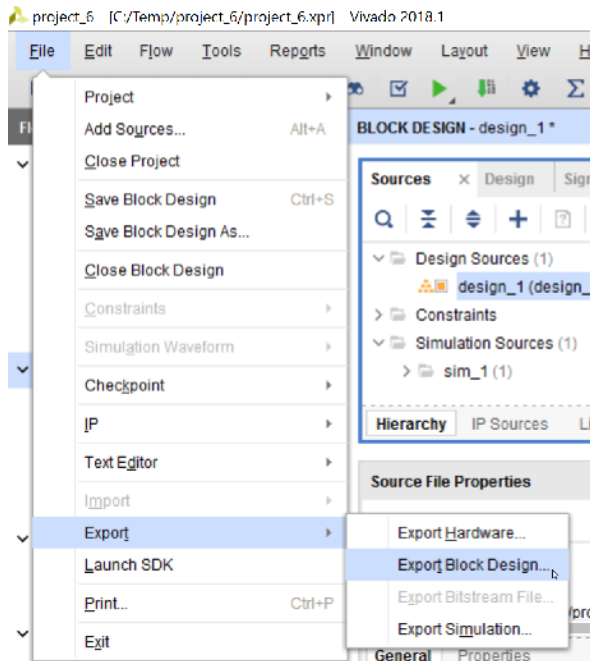 project_6 [C:/Temp/project_6/project_6.xpr] Vivado 2018.1
File Edit Flow Tools Reports Window Layout View
Project
Add Sources... Alt+A
Close Project
Save Block Design Ctrl+S
Save Block Design As...
Close Block Design
Constraints
Simulation Waveform
Checkpoint
IP
Text Editor
Import
Export
Launch SDK
Print... Ctrl+P
Exit
BLOCK DESIGN - design_1 *
Sources × Design
Design Sources (1)
design_1 (design_
Constraints
Simulation Sources (1)
sim_1 (1)
Hierarchy IP Sources
Source File Properties
Export Hardware...
Export Block Design...
Export Bitstream File...
Export Simulation...
General Properties